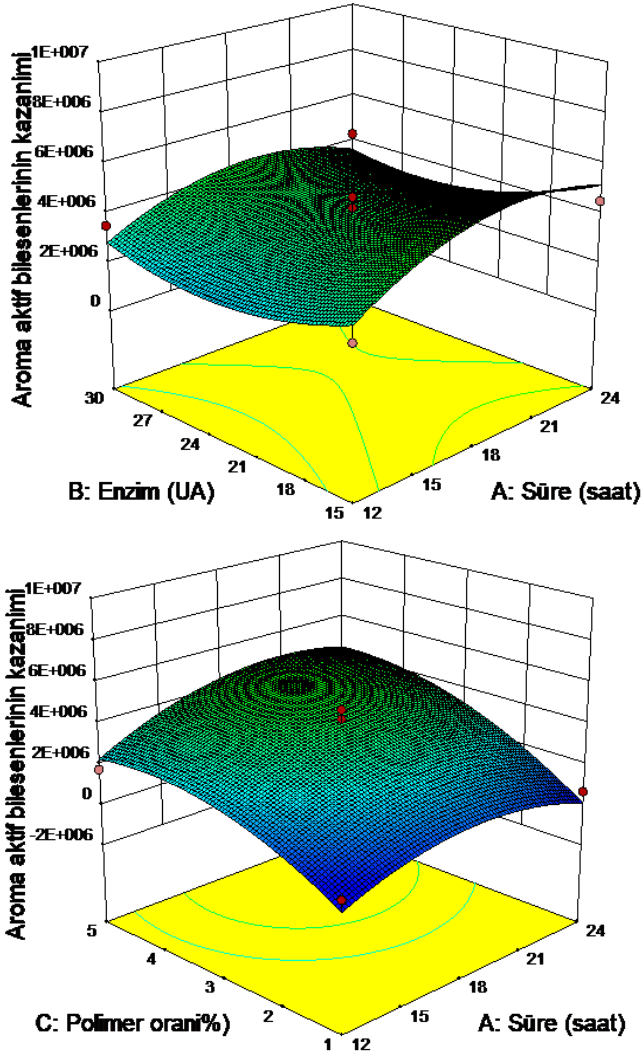 Aroma aktif bilesenlerinin kazanimi
1E+007
8E+006
6E+006
4E+006
2E+006
0
30
27
24
21
18
15
12
15
18
21
24
B: Enzim (UA)
A: Süre (saat)
Aroma aktif bilesenlerinin kazanimi
1E+007
8E+006
6E+006
4E+006
2E+006
0
-2E+006
5
4
3
2
1
12
15
18
21
24
C: Polimer orani%)
A: Süre (saat)